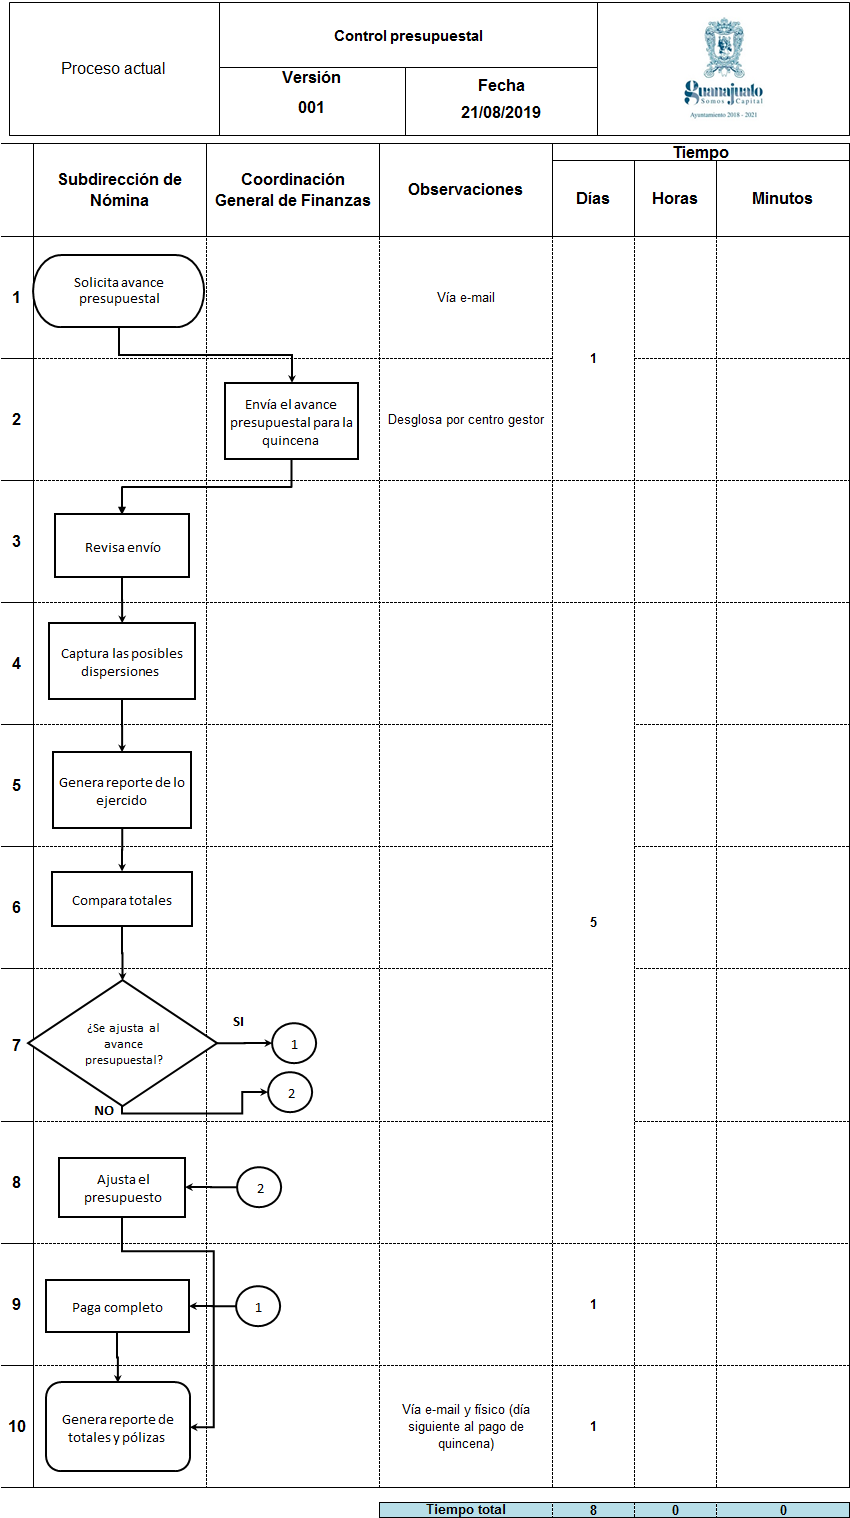 Proceso actual
Control presupuestal
Versión
001
Fecha
21/08/2019
Guanajuato
Somos Capital
Ayuntamiento 2018 - 2021
Subdirección de
Nómina
Coordinación
General de Finanzas
Observaciones
Tiempo
Días
Horas
Minutos
1
Solicita avance
presupuestal
Vía e-mail
1
2
Envía el avance
presupuestal para la
quincena
Desglosa por centro gestor
3
Revisa envío
4
Captura las posibles
dispersiones
5
Genera reporte de lo
ejercido
6
Compara totales
5
7
¿Se ajusta al
avance
presupuestal?
SI
1
NO
2
8
Ajusta el
presupuesto
2
9
Paga completo
1
1
10
Genera reporte de
totales y pólizas
Vía e-mail y físico (día
siguiente al pago de
quincena)
1
Tiempo total
8
0
0